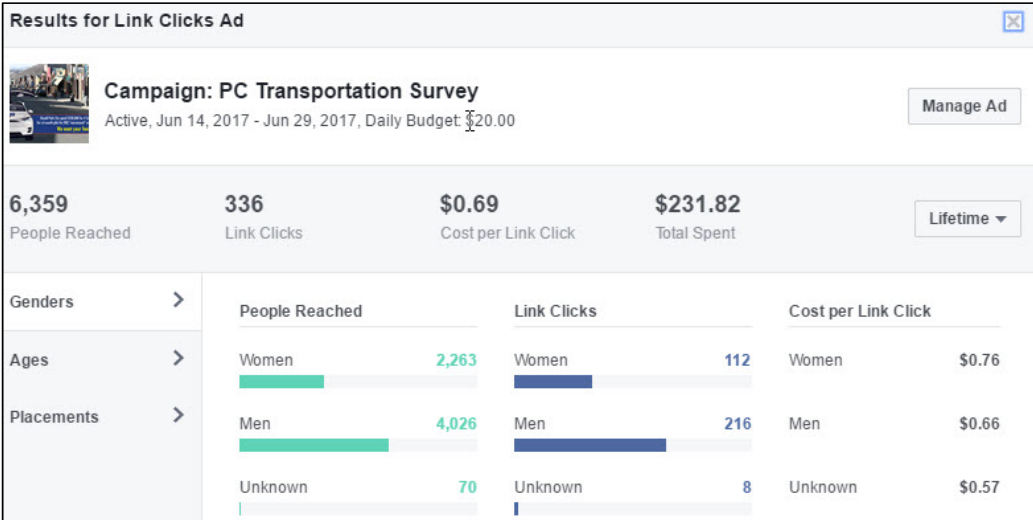 Results for Link Clicks Ad
Campaign: PC Transportation Survey
Active, Jun 14, 2017 - Jun 29, 2017, Daily Budget: $20.00
Manage Ad
6,359 336 $0.69 $231.82
People Reached Link Clicks Cost per Link Click Total Spent
Lifetime
Genders
Ages
Placements
People Reached Link Clicks Cost per Link Click
Women 2,263 Women 112 Women $0.76
Men 4,026 Men 216 Men $0.66
Unknown 70 Unknown 8 Unknown $0.57